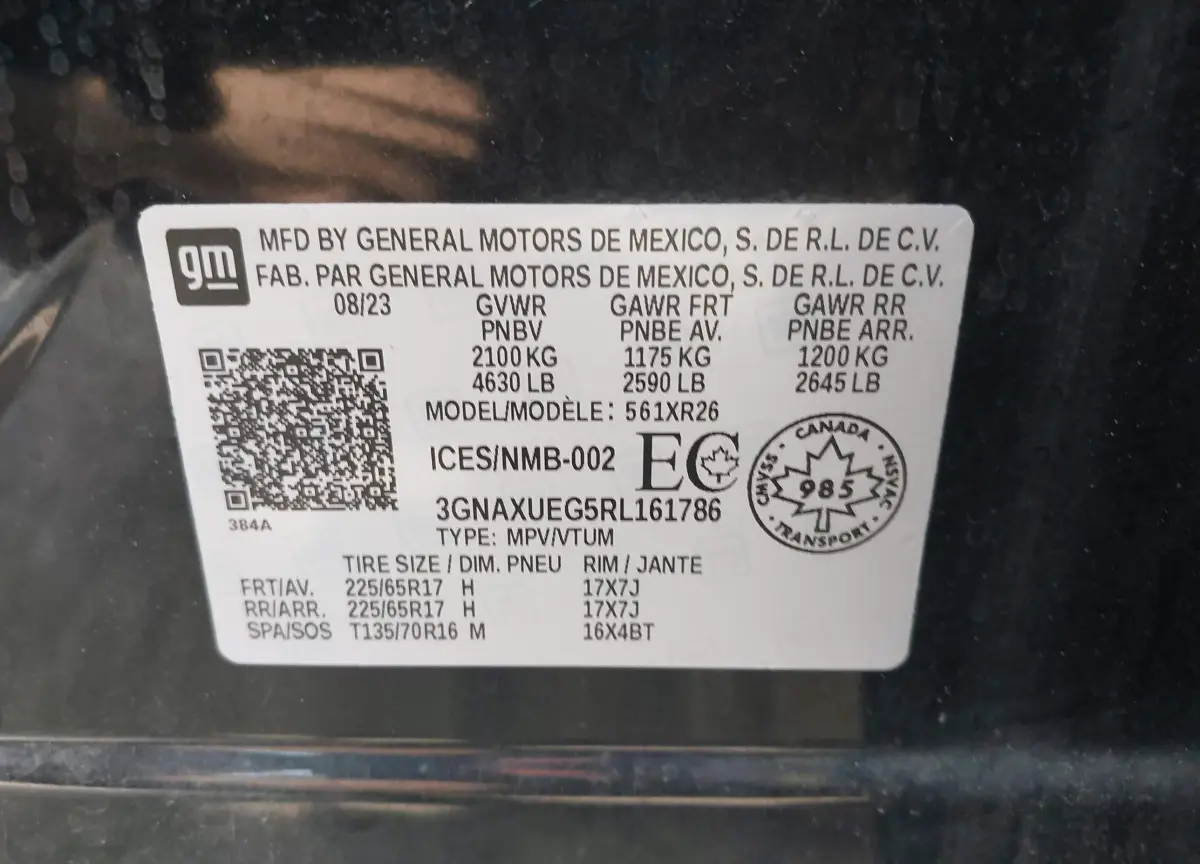 gm
MFD BY GENERAL MOTORS DE MEXICO, S. DE R.L. DE C.V.
FAB. PAR GENERAL MOTORS DE MEXICO, S. DE R.L. DE C.V.
08/23 GVWR GAWR FRT GAWR RR
PNBV PNBE AV. PNBE ARR.
2100 KG 1175 KG 1200 KG
4630 LB 2590 LB 2645 LB
MODEL/MODÈLE: 561XR26
ICES/NMB-002 EC
CANADA
CMVSS 985 NSVAC
TRANSPORT
3GNAXUEG5RL161786
384A
TYPE: MPV/VTUM
TIRE SIZE / DIM. PNEU RIM / JANTE
FRT/AV. 225/65R17 H 17X7J
RR/ARR. 225/65R17 H 17X7J
SPA/SOS T135/70R16 M 16X4BT